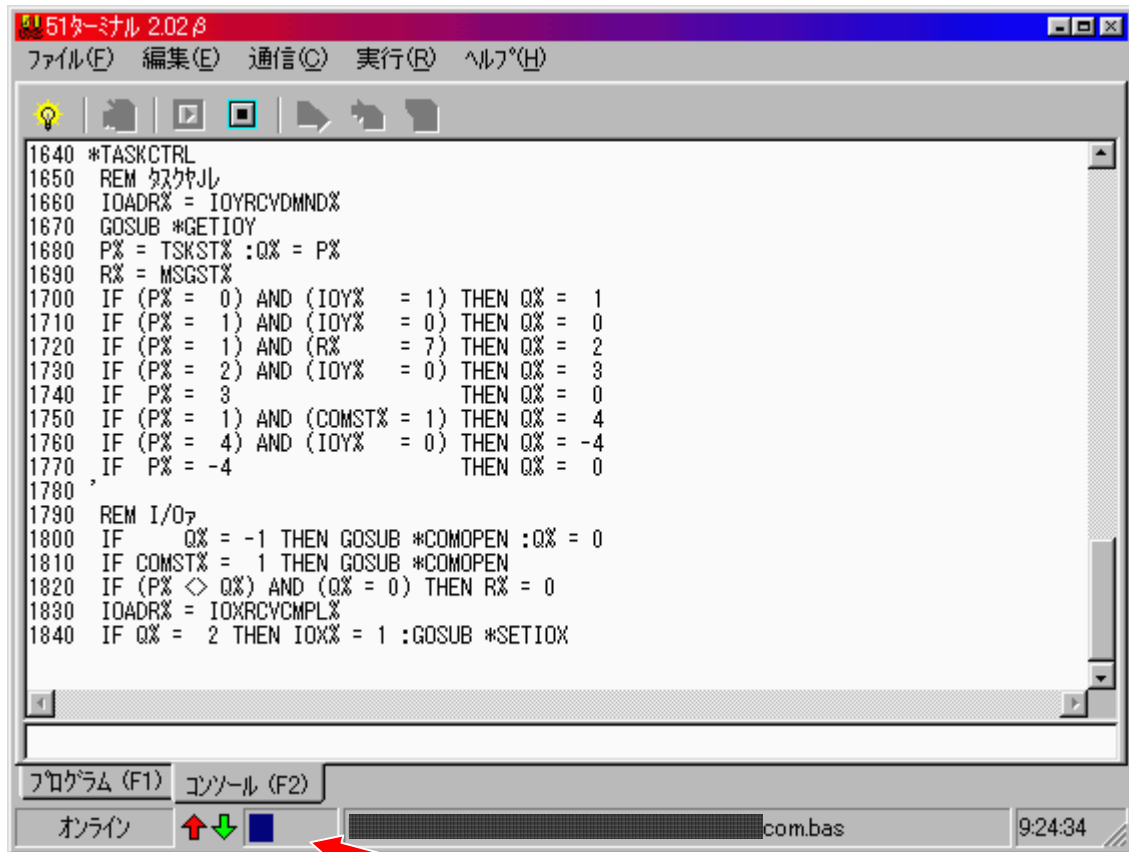 51ターミナル 2.02β
ファイル(F) 編集(E) 通信(C) 実行(R) ヘルプ(H)
1640 *TASKCTRL
1650  REM タスクヤJレ
1660  IOADR% = IOYRCVDMND%
1670  GOSUB *GETIOY
1680  P% = TSKST% :Q% = P%
1690  R% = MSGST%
1700  IF (P% =  0) AND (IOY%   = 1) THEN Q% =  1
1710  IF (P% =  1) AND (IOY%   = 0) THEN Q% =  0
1720  IF (P% =  1) AND (R%     = 7) THEN Q% =  2
1730  IF (P% =  2) AND (IOY%   = 0) THEN Q% =  3
1740  IF  P% =  3                   THEN Q% =  0
1750  IF (P% =  1) AND (COMST% = 1) THEN Q% =  4
1760  IF (P% =  4) AND (IOY%   = 0) THEN Q% = -4
1770  IF  P% = -4                   THEN Q% =  0
1780 '
1790  REM I/Oァ
1800  IF     Q% = -1 THEN GOSUB *COMOPEN :Q% = 0
1810  IF COMST% =  1 THEN GOSUB *COMOPEN
1820  IF (P% <> Q%) AND (Q% = 0) THEN R% = 0
1830  IOADR% = IOXRCVCMPL%
1840  IF Q% =  2 THEN IOX% = 1 :GOSUB *SETIOX
プログラム (F1) コンソール (F2)
オンライン com.bas 9:24:34